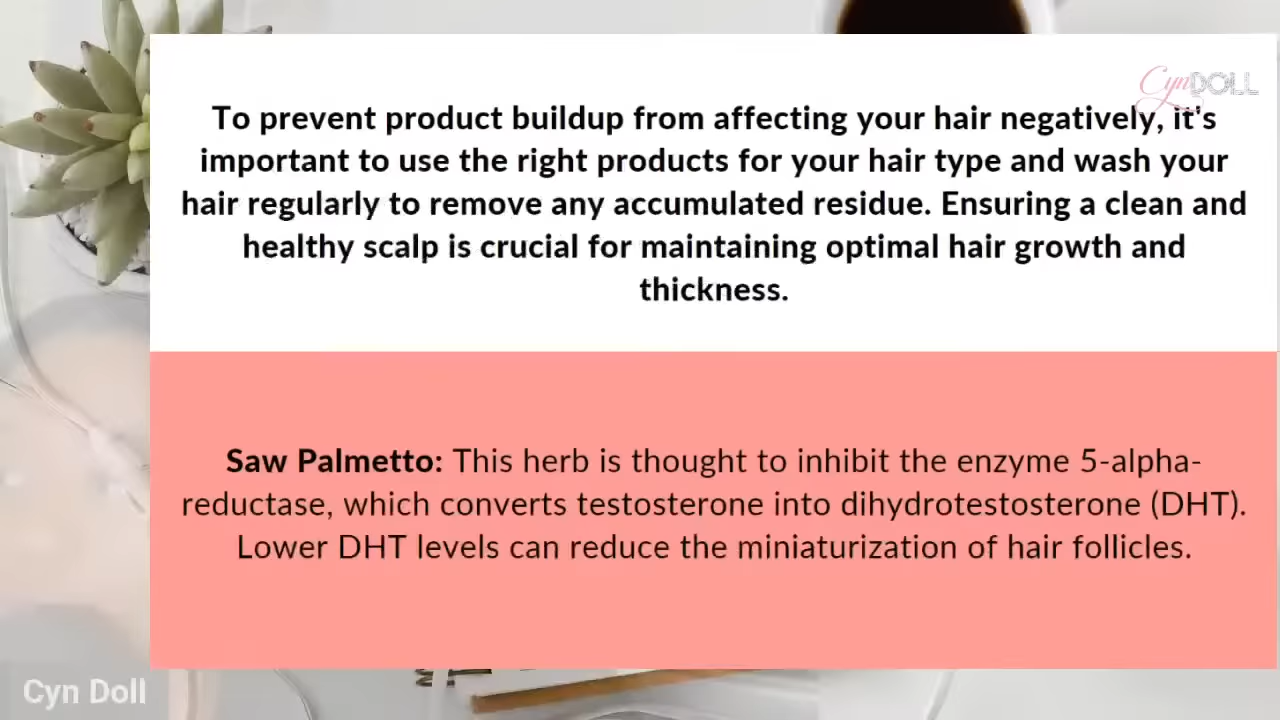 CynDOLL
To prevent product buildup from affecting your hair negatively, it's
important to use the right products for your hair type and wash your
hair regularly to remove any accumulated residue. Ensuring a clean and
healthy scalp is crucial for maintaining optimal hair growth and
thickness.
Saw Palmetto: This herb is thought to inhibit the enzyme 5-alpha-
reductase, which converts testosterone into dihydrotestosterone (DHT).
Lower DHT levels can reduce the miniaturization of hair follicles.
Cyn Doll